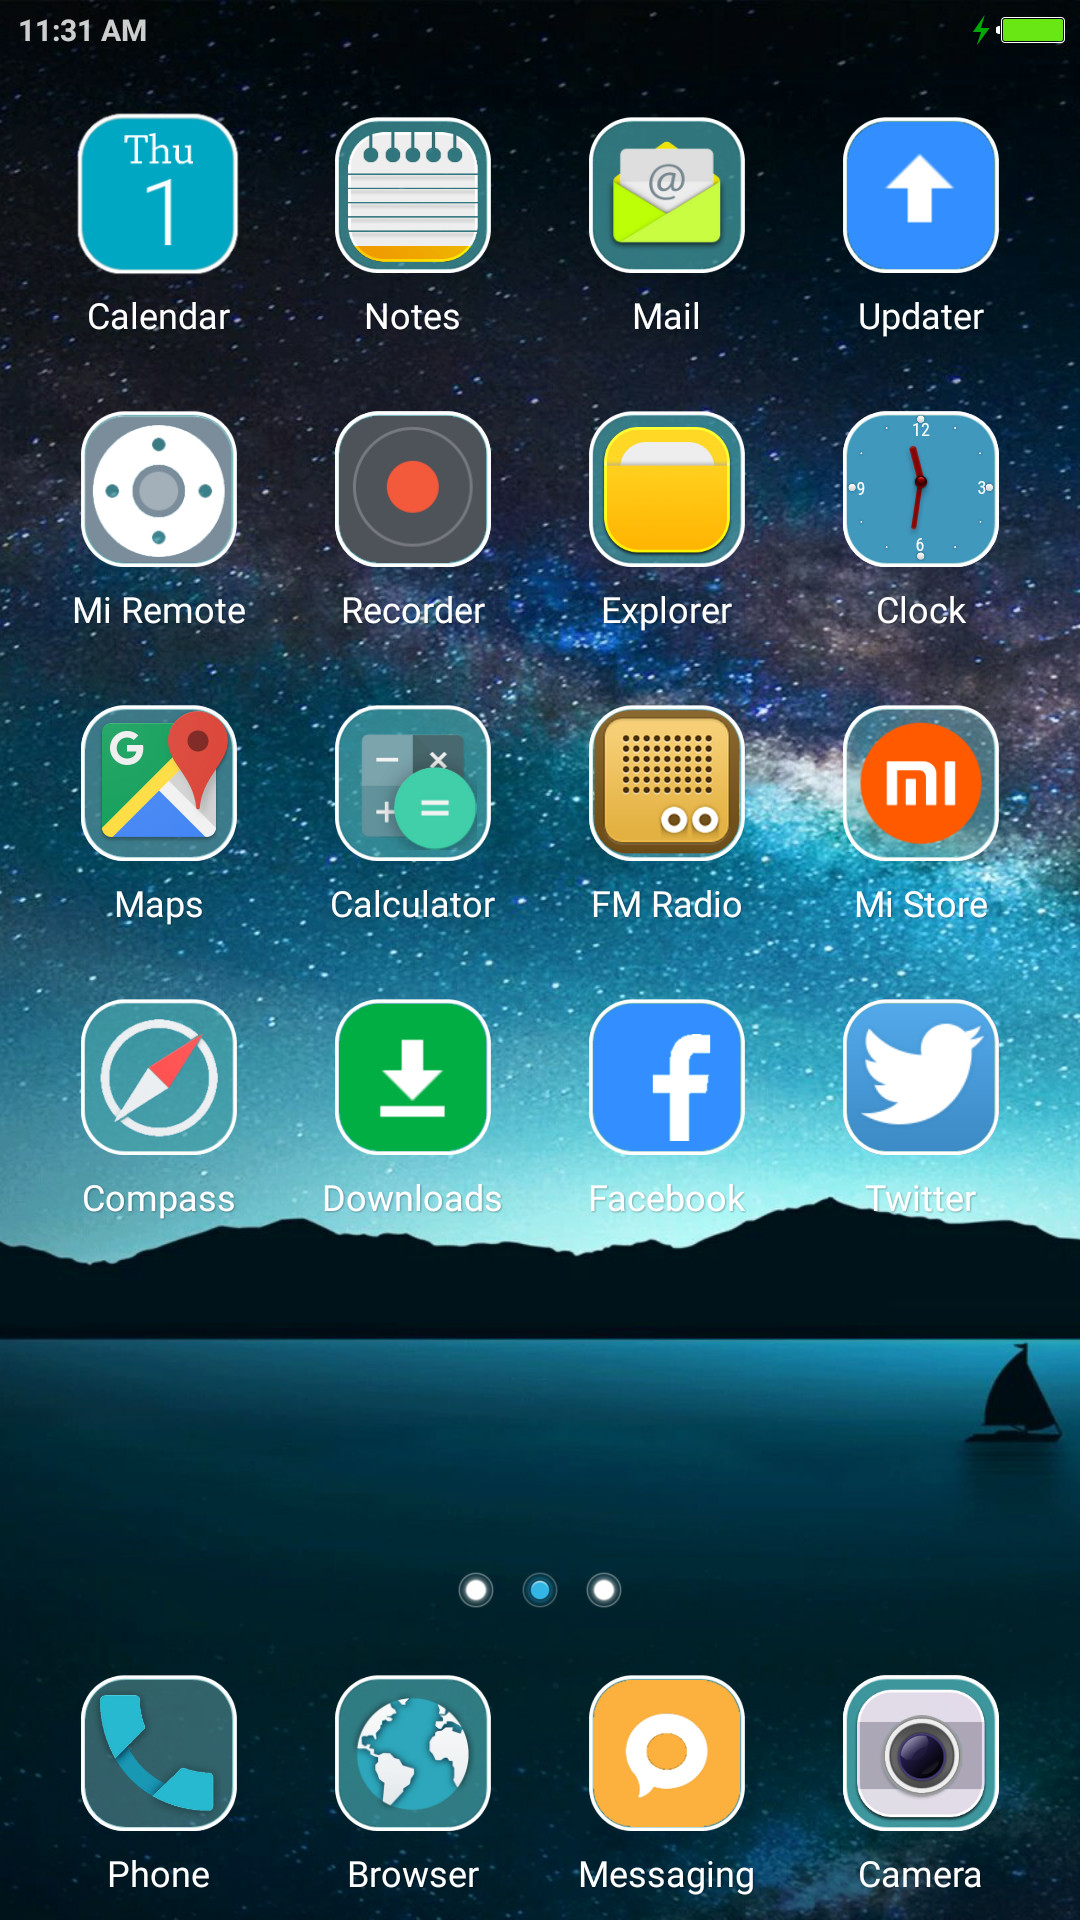 11:31 AM
Thu
1
@
Calendar Notes Mail Updater
12
9 3
6
Mi Remote Recorder Explorer Clock
G
− ×
+ =
mi
Maps Calculator FM Radio Mi Store
f
Compass Downloads Facebook Twitter
Phone Browser Messaging Camera